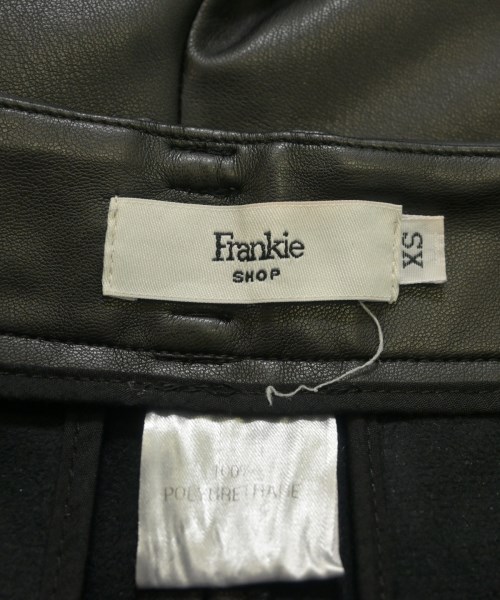 Frankie
SHOP
XS
100%
POLYURETHANE